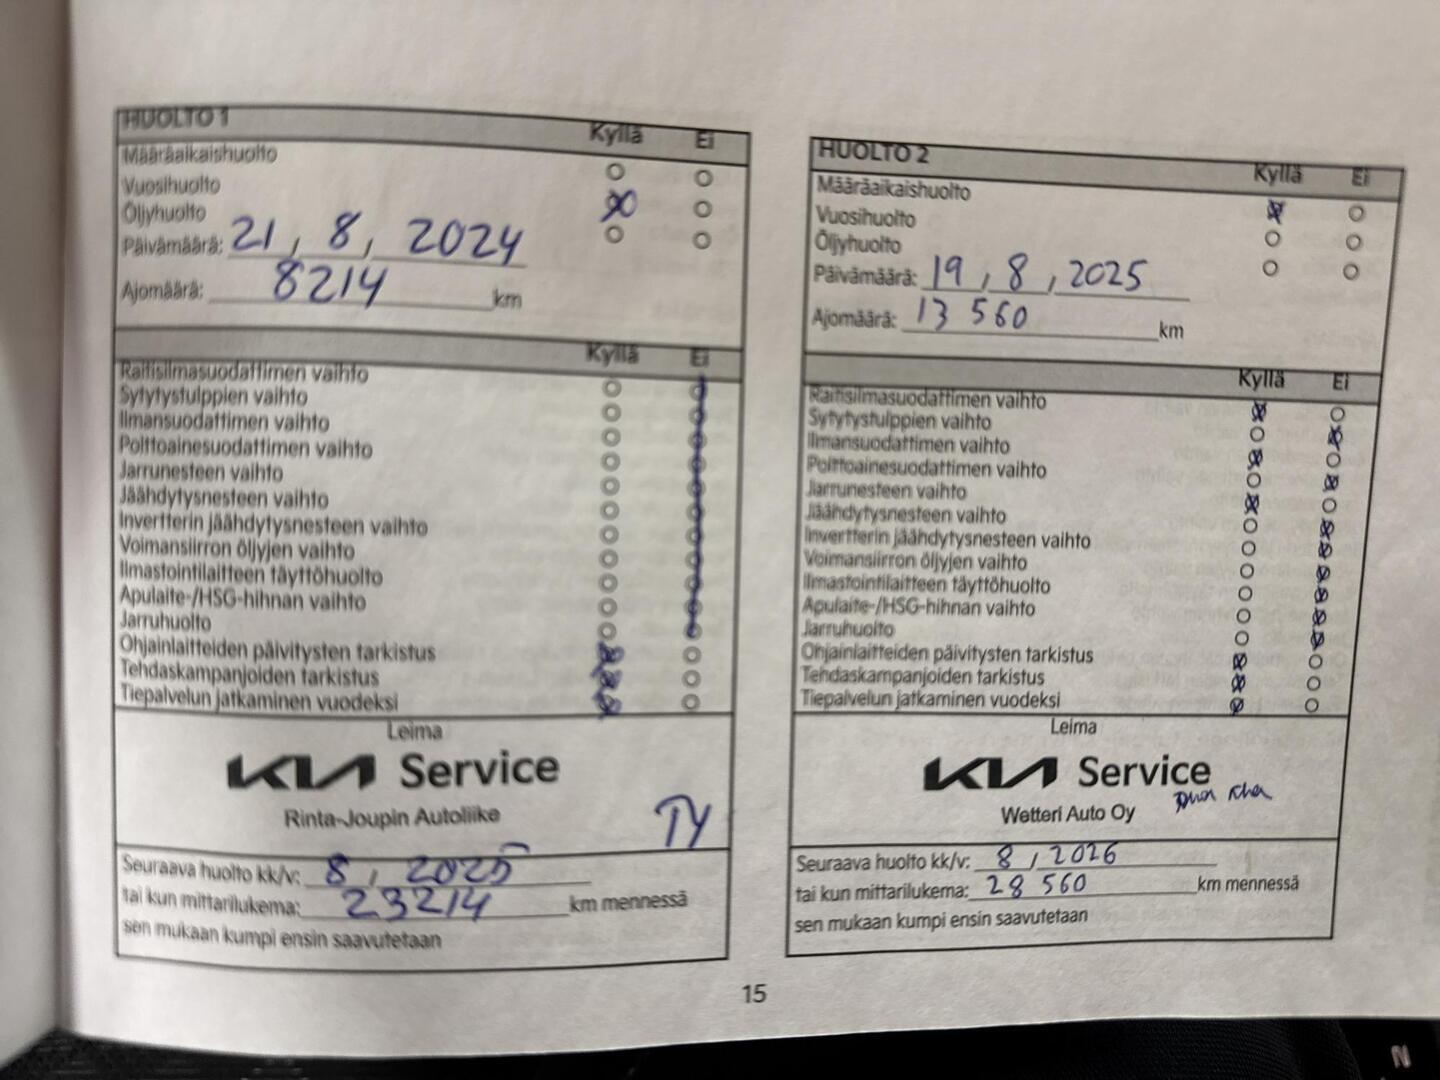 HUOLTO 1
Kyllä Ei
Määräaikaishuolto
Vuosihuolto
Öljyhuolto
Päivämäärä: 21, 8, 2024
Ajomäärä: 8214 km
Kyllä Ei
Raitisilmasuodattimen vaihto
Sytytystulppien vaihto
Ilmansuodattimen vaihto
Polttoainesuodattimen vaihto
Jarrunesteen vaihto
Jäähdytysnesteen vaihto
Invertterin jäähdytysnesteen vaihto
Voimansiirron öljyjen vaihto
Ilmastointilaitteen täyttöhuolto
Apulaite-/HSG-hihnan vaihto
Jarruhuolto
Ohjainlaitteiden päivitysten tarkistus
Tehdaskampanjoiden tarkistus
Tiepalvelun jatkaminen vuodeksi
Leima
KIA Service
Rinta-Joupin Autoliike
TY
Seuraava huolto kk/v: 8, 2025
tai kun mittarilukema: 23214 km mennessä
sen mukaan kumpi ensin saavutetaan
HUOLTO 2
Kyllä Ei
Määräaikaishuolto
Vuosihuolto
Öljyhuolto
Päivämäärä: 19, 8, 2025
Ajomäärä: 13 560 km
Kyllä Ei
Raitisilmasuodattimen vaihto
Sytytystulppien vaihto
Ilmansuodattimen vaihto
Polttoainesuodattimen vaihto
Jarrunesteen vaihto
Jäähdytysnesteen vaihto
Invertterin jäähdytysnesteen vaihto
Voimansiirron öljyjen vaihto
Ilmastointilaitteen täyttöhuolto
Apulaite-/HSG-hihnan vaihto
Jarruhuolto
Ohjainlaitteiden päivitysten tarkistus
Tehdaskampanjoiden tarkistus
Tiepalvelun jatkaminen vuodeksi
Leima
KIA Service
Wetteri Auto Oy
Seuraava huolto kk/v: 8, 2026
tai kun mittarilukema: 28 560 km mennessä
sen mukaan kumpi ensin saavutetaan
15
N